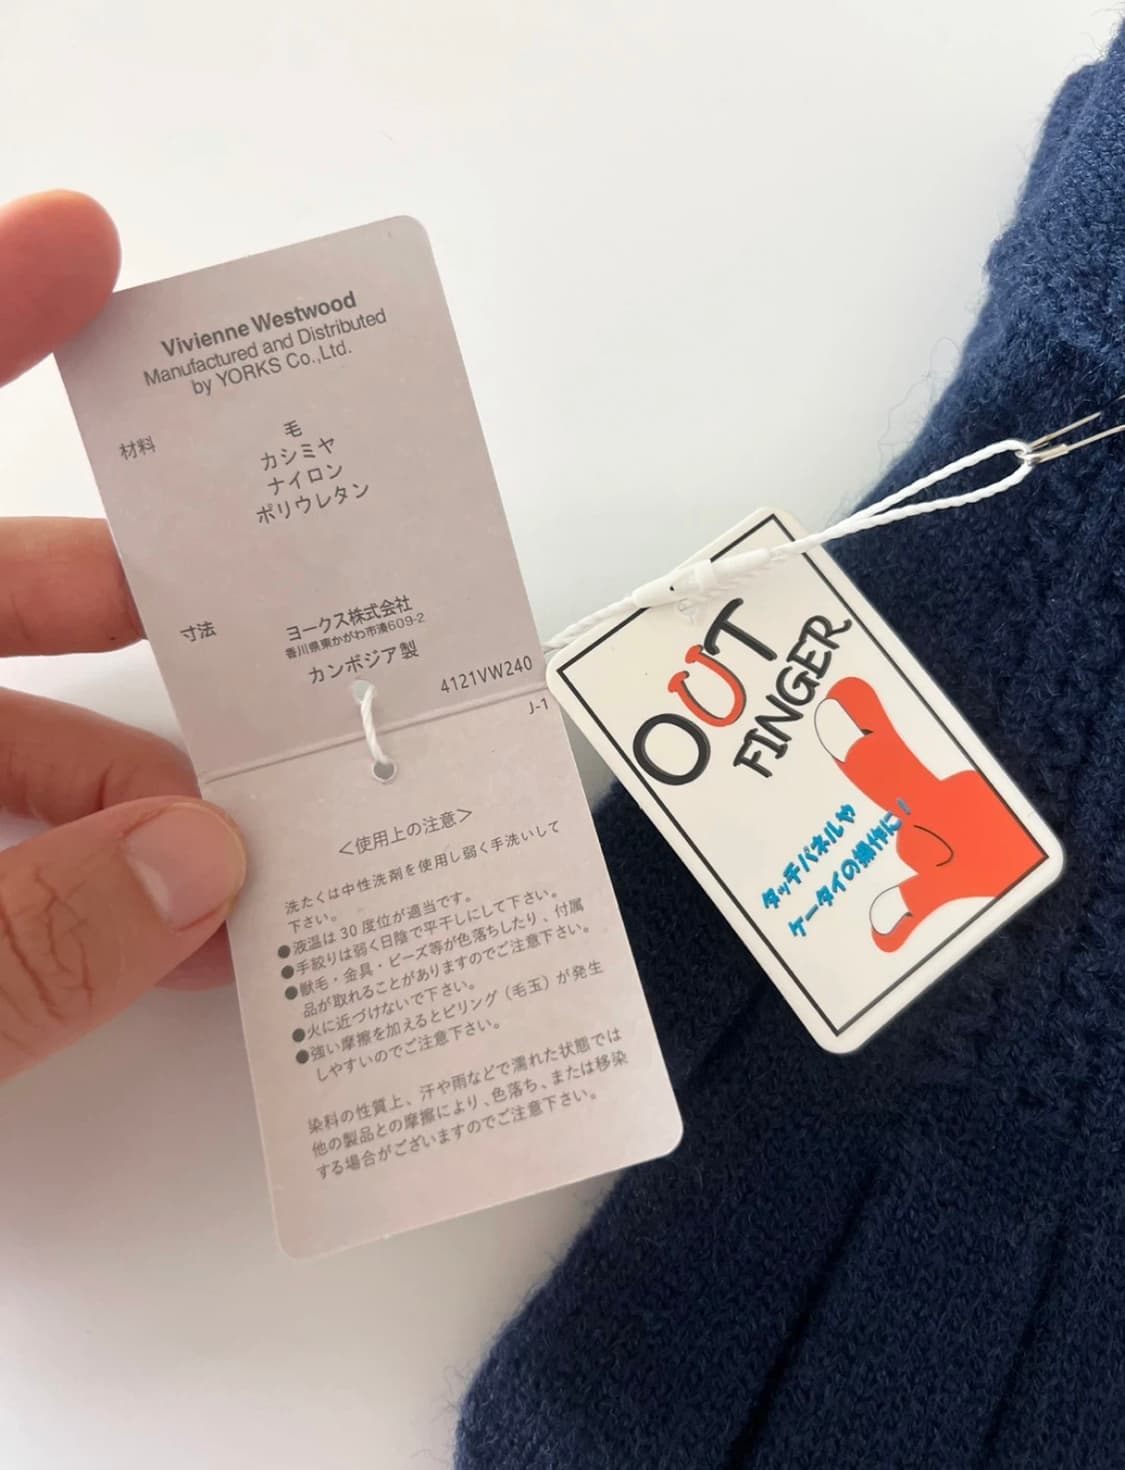 Vivienne Westwood
Manufactured and Distributed
by YORKS Co.,Ltd.
材料
毛
カシミヤ
ナイロン
ポリウレタン
寸法
ヨークス株式会社
香川県東かがわ市湊609-2
カンボジア製
4121VW240
J-1
＜使用上の注意＞
洗たくは中性洗剤を使用し弱く手洗いして
下さい。
●液温は30度位が適当です。
●手絞りは弱く日陰で平干しにして下さい。
●獣毛・金具・ビーズ等が色落ちしたり、付属
品が取れることがありますのでご注意下さい。
●火に近づけないで下さい。
●強い摩擦を加えるとピリング（毛玉）が発生
しやすいのでご注意下さい。
染料の性質上、汗や雨などで濡れた状態では
他の製品との摩擦により、色落ち、または移染
する場合がございますのでご注意下さい。
OUT
FINGER
タッチパネルや
ケータイの操作に！